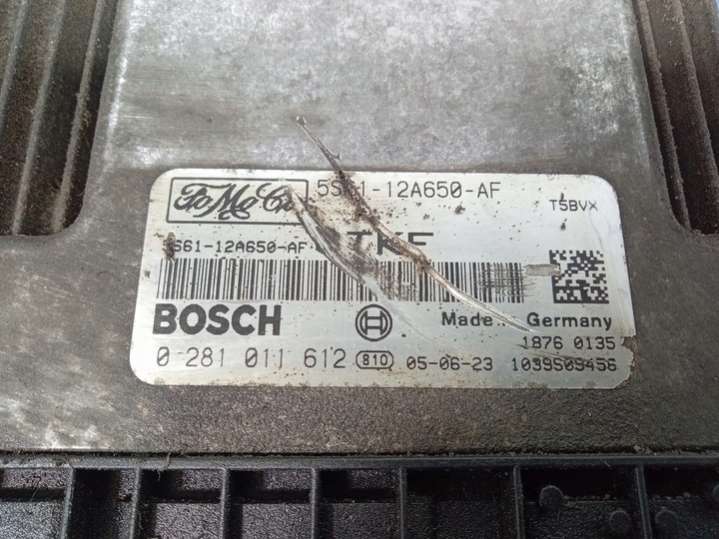 FoMoCo 5S61-12A650-AF
T5BVX
5S61-12A650-AF
BOSCH
Made Germany
1876 0135
0 281 011 612 810 05-06-23 1039S09456